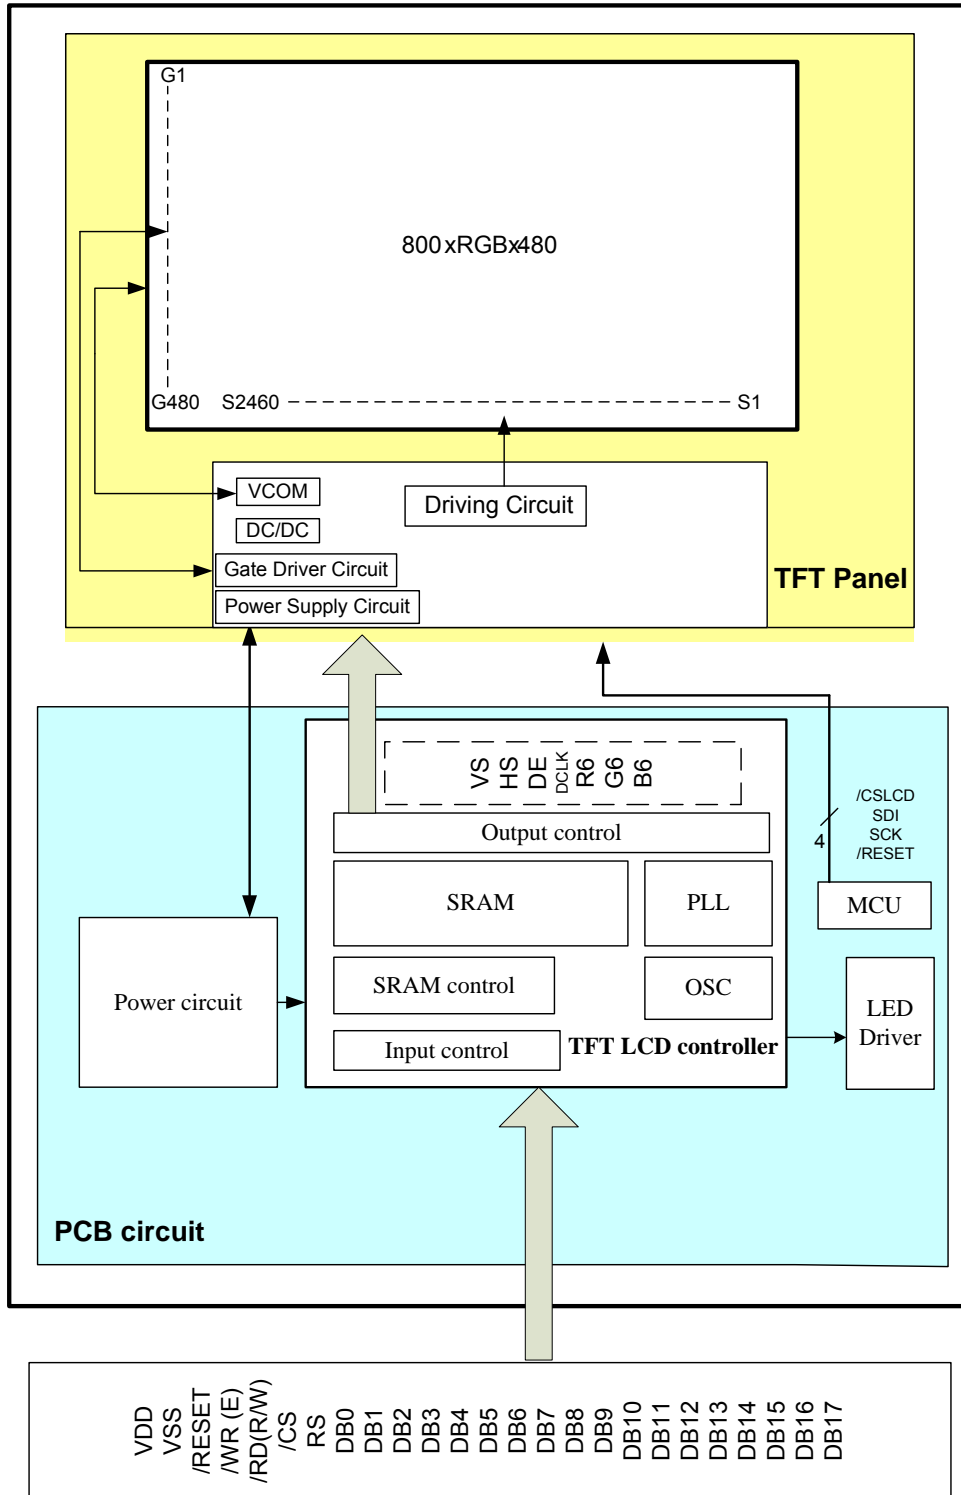 G1
800xRGBx480
G480 S2460 S1
VCOM
Driving Circuit
DC/DC
Gate Driver Circuit
TFT Panel
Power Supply Circuit
VS
HS
DE
DCLK
R6
G6
B6
/CSLCD
SDI
SCK
/RESET
4
Output control
SRAM
PLL
MCU
SRAM control
OSC
Power circuit
LED
Driver
Input control
TFT LCD controller
PCB circuit
VDD
VSS
/RESET
/WR (E)
/RD(R/W)
/CS
RS
DB0
DB1
DB2
DB3
DB4
DB5
DB6
DB7
DB8
DB9
DB10
DB11
DB12
DB13
DB14
DB15
DB16
DB17